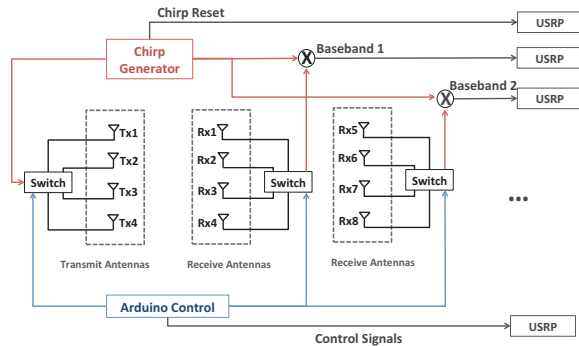 Chirp Reset
USRP
Chirp
Generator
X
Baseband 1
USRP
X
Baseband 2
USRP
Tx1
Tx2
Tx3
Tx4
Switch
Transmit Antennas
Rx1
Rx2
Rx3
Rx4
Switch
Receive Antennas
Rx5
Rx6
Rx7
Rx8
Switch
Receive Antennas
...
Arduino Control
Control Signals
USRP